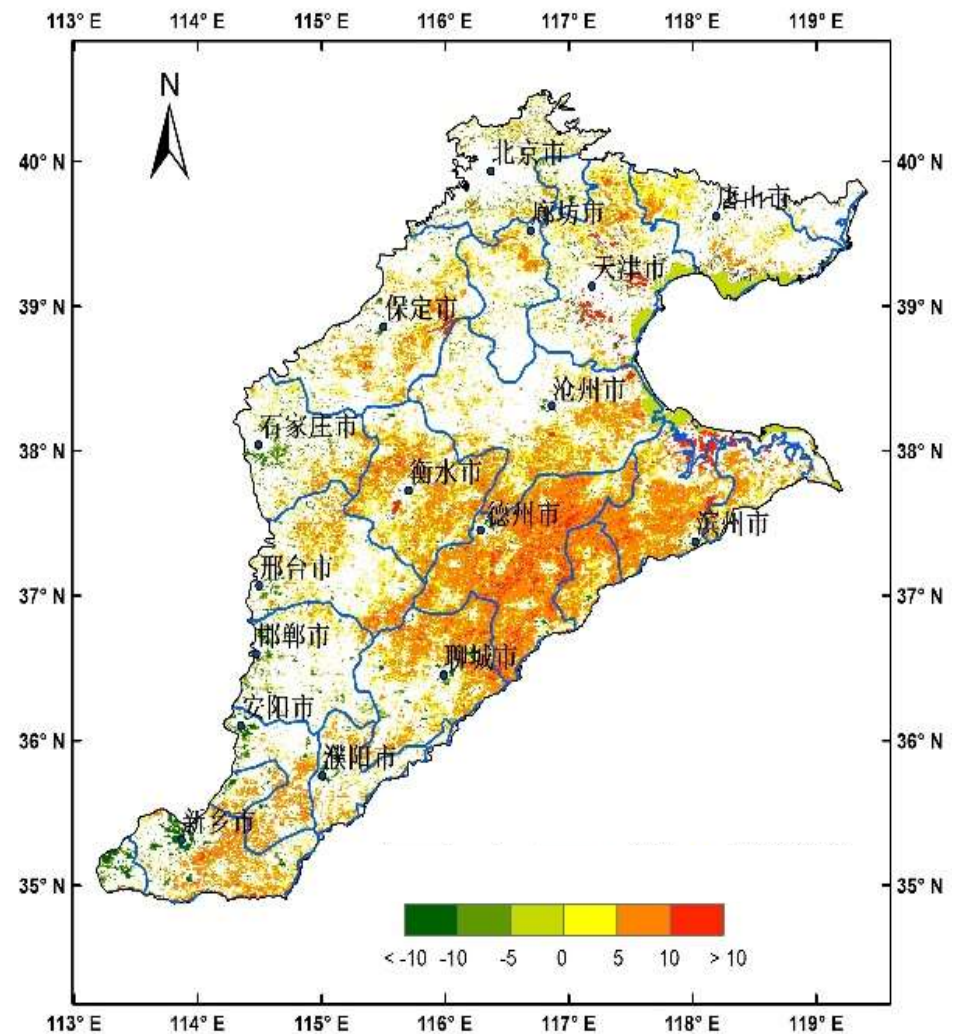 113° E 114° E 115° E 116° E 117° E 118° E 119° E
N
40° N 40° N
北京市
唐山市
廊坊市
天津市
39° N 39° N
保定市
沧州市
石家庄市
38° N 38° N
衡水市
德州市
滨州市
邢台市
37° N 37° N
邯郸市
聊城市
安阳市
36° N 36° N
濮阳市
新乡市
35° N 35° N
< -10 -10 -5 0 5 10 > 10
113° E 114° E 115° E 116° E 117° E 118° E 119° E